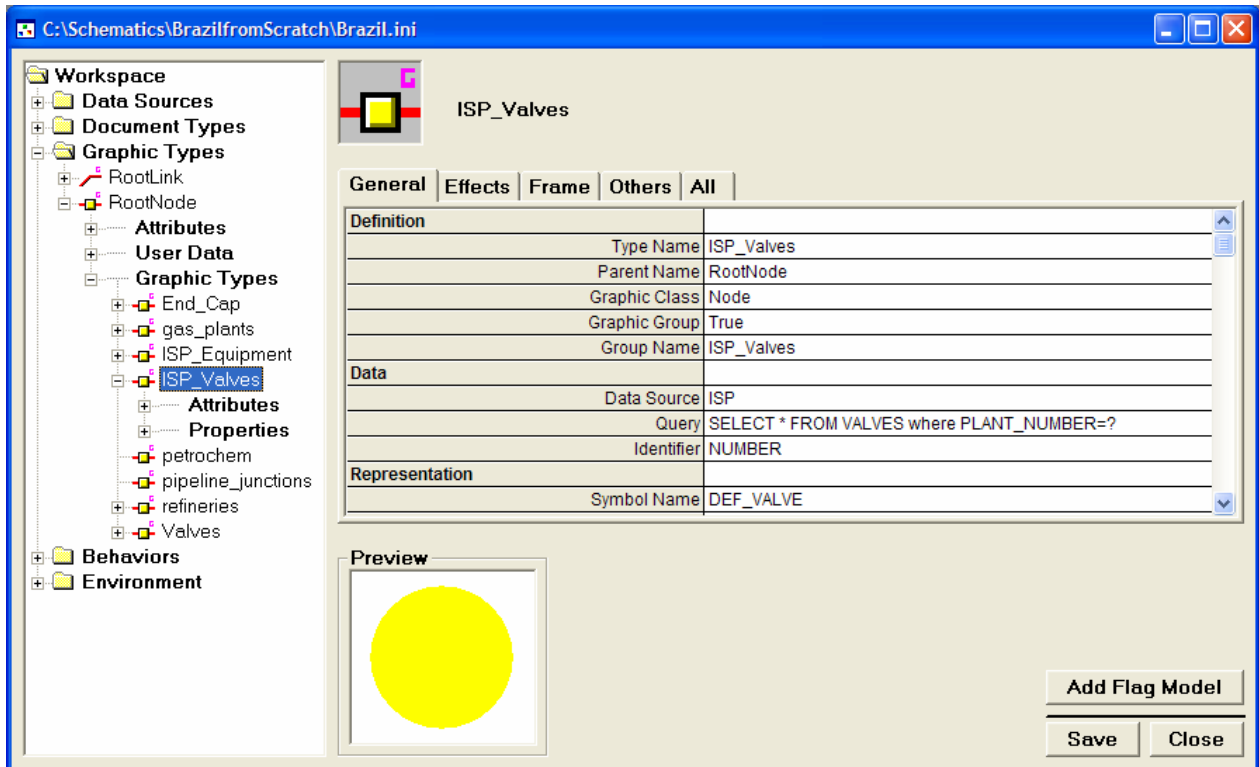 C:\Schematics\BrazilfromScratch\Brazil.ini
Workspace
Data Sources
Document Types
Graphic Types
RootLink
RootNode
Attributes
User Data
Graphic Types
End_Cap
gas_plants
ISP_Equipment
ISP_Valves
Attributes
Properties
petrochem
pipeline_junctions
refineries
Valves
Behaviors
Environment
G
ISP_Valves
General Effects Frame Others All
Definition
Type Name ISP_Valves
Parent Name RootNode
Graphic Class Node
Graphic Group True
Group Name ISP_Valves
Data
Data Source ISP
Query SELECT * FROM VALVES where PLANT_NUMBER=?
Identifier NUMBER
Representation
Symbol Name DEF_VALVE
Preview
Add Flag Model
Save Close